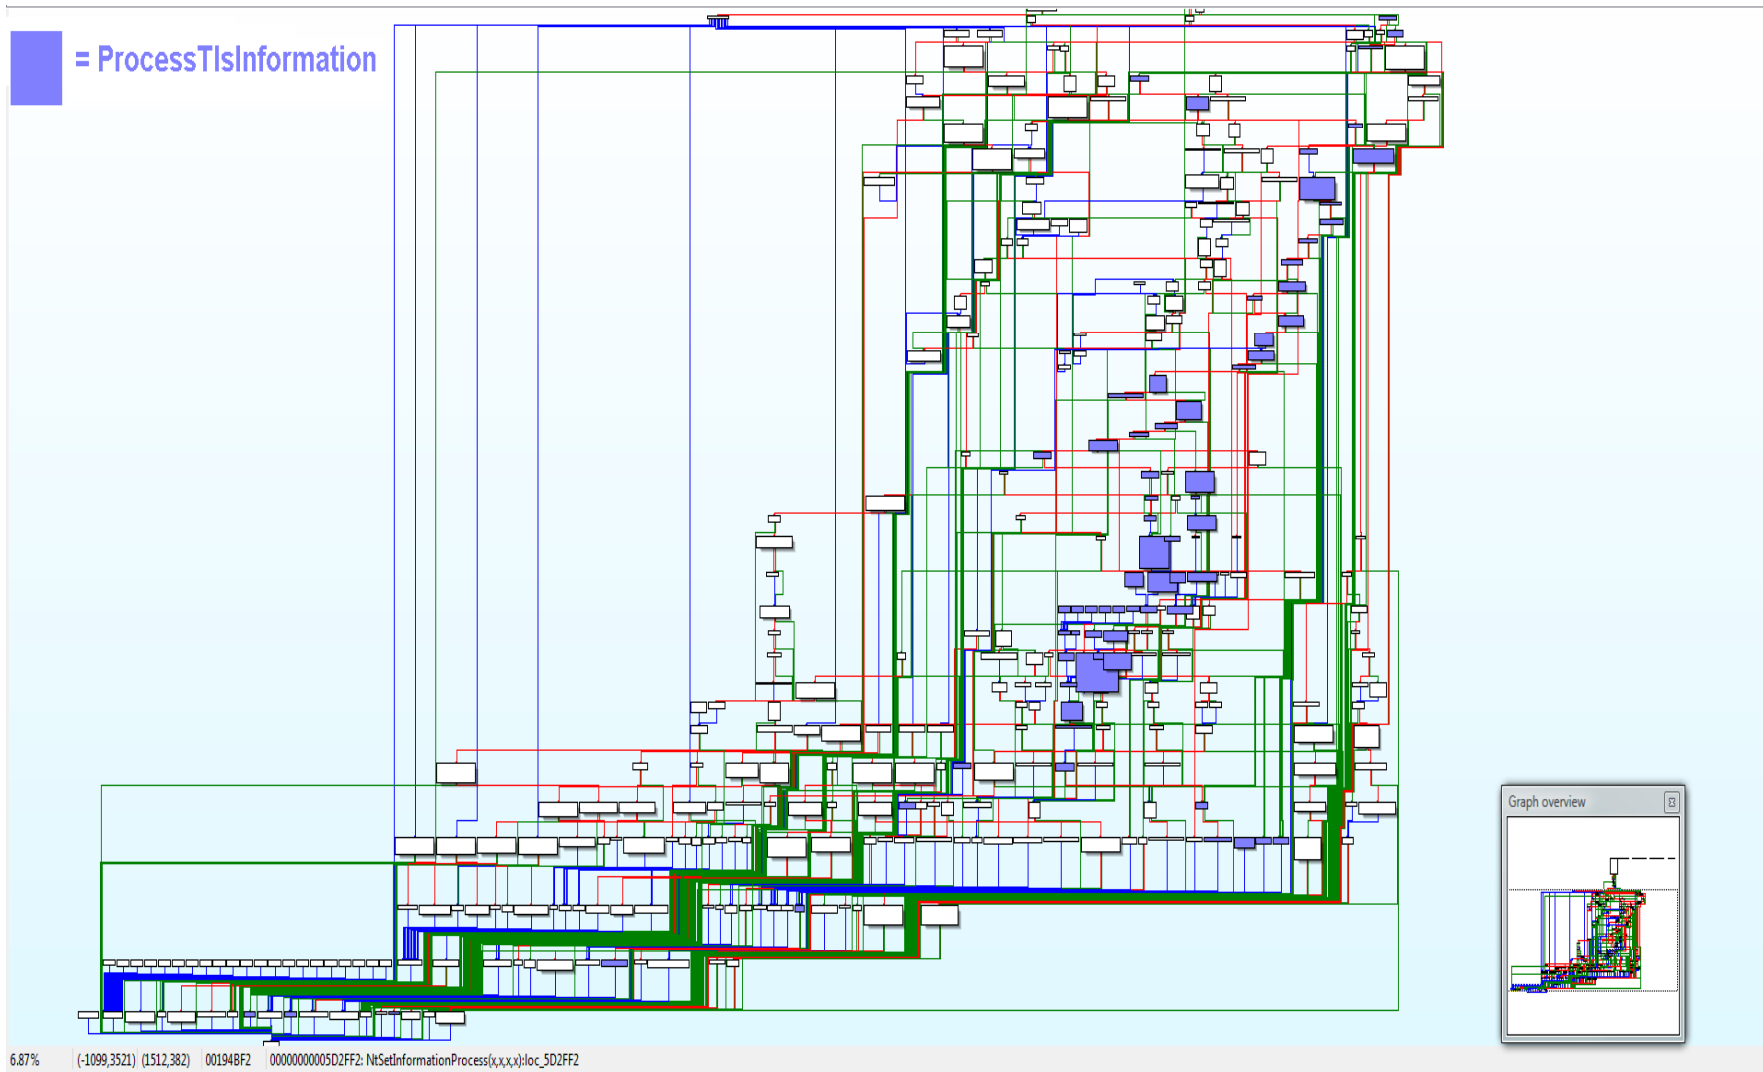 = ProcessTlsInformation
Graph overview
6.87% (-1099,3521) (1512,382) 00194BF2 00000000005D2FF2: NtSetInformationProcess(x,x,x,x):loc_5D2FF2